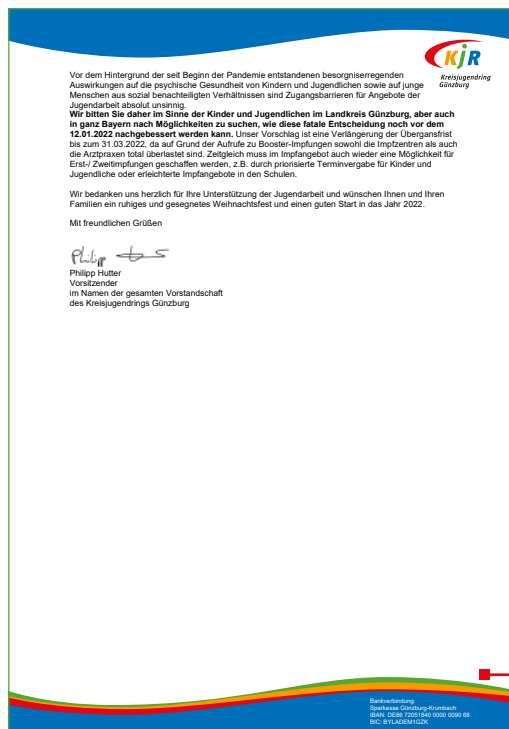 KjR
Kreisjugendring
Günzburg
Vor dem Hintergrund der seit Beginn der Pandemie entstandenen besorgniserregenden
Auswirkungen auf die psychische Gesundheit von Kindern und Jugendlichen sowie auf junge
Menschen aus sozial benachteiligten Verhältnissen sind Zugangsbarrieren für Angebote der
Jugendarbeit absolut unsinnig.
Wir bitten Sie daher im Sinne der Kinder und Jugendlichen im Landkreis Günzburg, aber auch
in ganz Bayern nach Möglichkeiten zu suchen, wie diese fatale Entscheidung noch vor dem
12.01.2022 nachgebessert werden kann. Unser Vorschlag ist eine Verlängerung der Übergansfrist
bis zum 31.03.2022, da auf Grund der Aufrufe zu Booster-Impfungen sowohl die Impfzentren als auch
die Arztpraxen total überlastet sind. Zeitgleich muss im Impfangebot auch wieder eine Möglichkeit für
Erst-/ Zweitimpfungen geschaffen werden, z.B. durch priorisierte Terminvergabe für Kinder und
Jugendliche oder erleichterte Impfangebote in den Schulen.
Wir bedanken uns herzlich für Ihre Unterstützung der Jugendarbeit und wünschen Ihnen und Ihren
Familien ein ruhiges und gesegnetes Weihnachtsfest und einen guten Start in das Jahr 2022.
Mit freundlichen Grüßen
Philipp
Philipp Hutter
Vorsitzender
im Namen der gesamten Vorstandschaft
des Kreisjugendrings Günzburg
Bankverbindung:
Sparkasse Günzburg-Krumbach
IBAN: DE86 72051840 0000 0090 68
BIC: BYLADEM1GZK